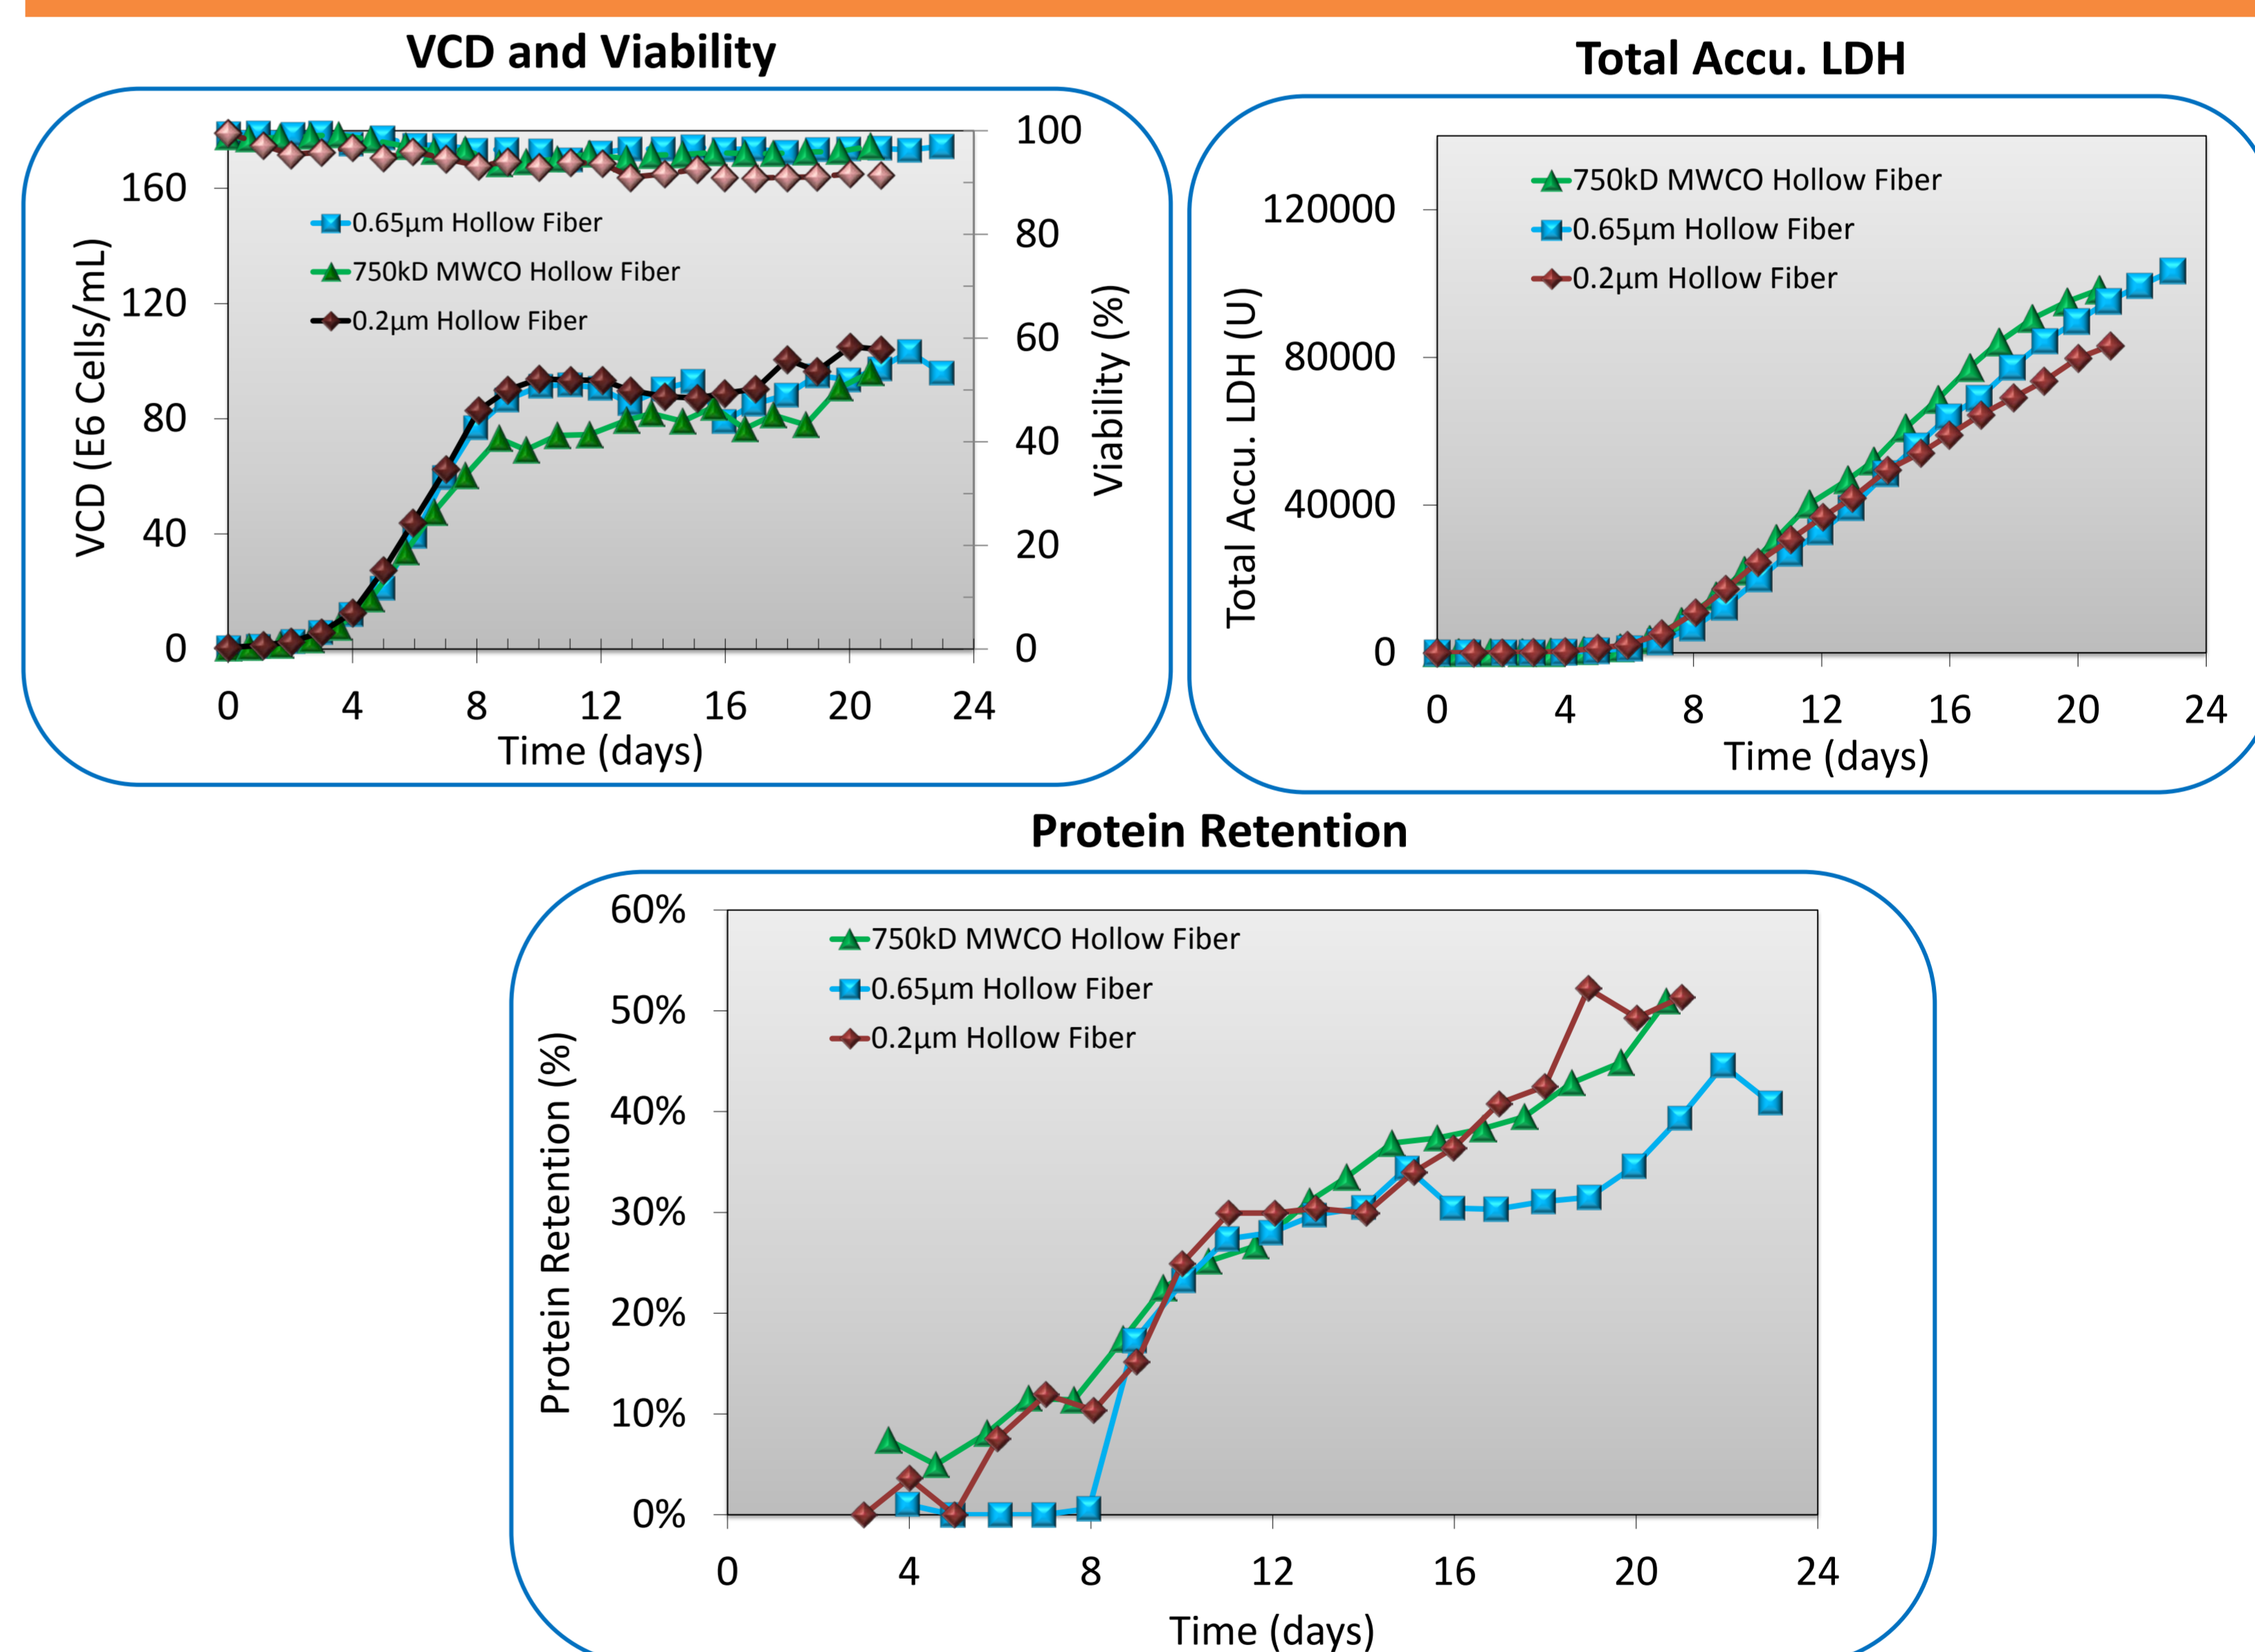 VCD and Viability
VCD (E6 Cells/mL)
160
120
80
40
0
0.65µm Hollow Fiber
750kD MWCO Hollow Fiber
0.2µm Hollow Fiber
100
80
60
40
20
0
Viability (%)
0 4 8 12 16 20 24
Time (days)
Total Accu. LDH
Total Accu. LDH (U)
120000
80000
40000
0
750kD MWCO Hollow Fiber
0.65µm Hollow Fiber
0.2µm Hollow Fiber
0 4 8 12 16 20 24
Time (days)
Protein Retention
Protein Retention (%)
60%
50%
40%
30%
20%
10%
0%
750kD MWCO Hollow Fiber
0.65µm Hollow Fiber
0.2µm Hollow Fiber
0 4 8 12 16 20 24
Time (days)